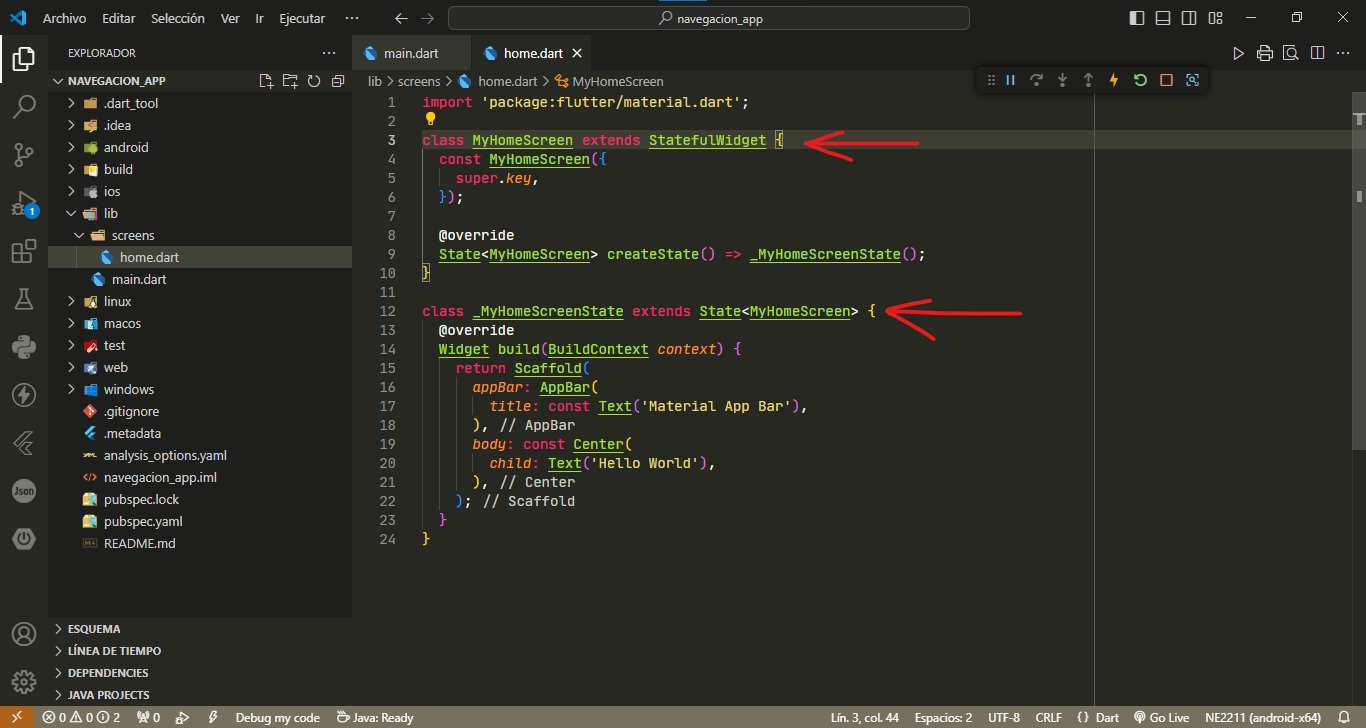 Archivo Editar Selección Ver Ir Ejecutar ··· navegacion_app
EXPLORADOR ···
NAVEGACION_APP
.dart_tool
.idea
android
build
ios
lib
screens
home.dart
main.dart
linux
macos
test
web
windows
.gitignore
.metadata
analysis_options.yaml
navegacion_app.iml
pubspec.lock
pubspec.yaml
README.md
ESQUEMA
LÍNEA DE TIEMPO
DEPENDENCIES
JAVA PROJECTS
1
Json
main.dart home.dart
lib > screens > home.dart > MyHomeScreen
1 import 'package:flutter/material.dart';
2
3 class MyHomeScreen extends StatefulWidget {
4 const MyHomeScreen({
5 super.key,
6 });
7
8 @override
9 State<MyHomeScreen> createState() => _MyHomeScreenState();
10 }
11
12 class _MyHomeScreenState extends State<MyHomeScreen> {
13 @override
14 Widget build(BuildContext context) {
15 return Scaffold(
16 appBar: AppBar(
17 title: const Text('Material App Bar'),
18 ), // AppBar
19 body: const Center(
20 child: Text('Hello World'),
21 ), // Center
22 ); // Scaffold
23 }
24 }
0 0 2 0 Debug my code Java: Ready Lín. 3, col. 44 Espacios: 2 UTF-8 CRLF {} Dart Go Live NE2211 (android-x64)